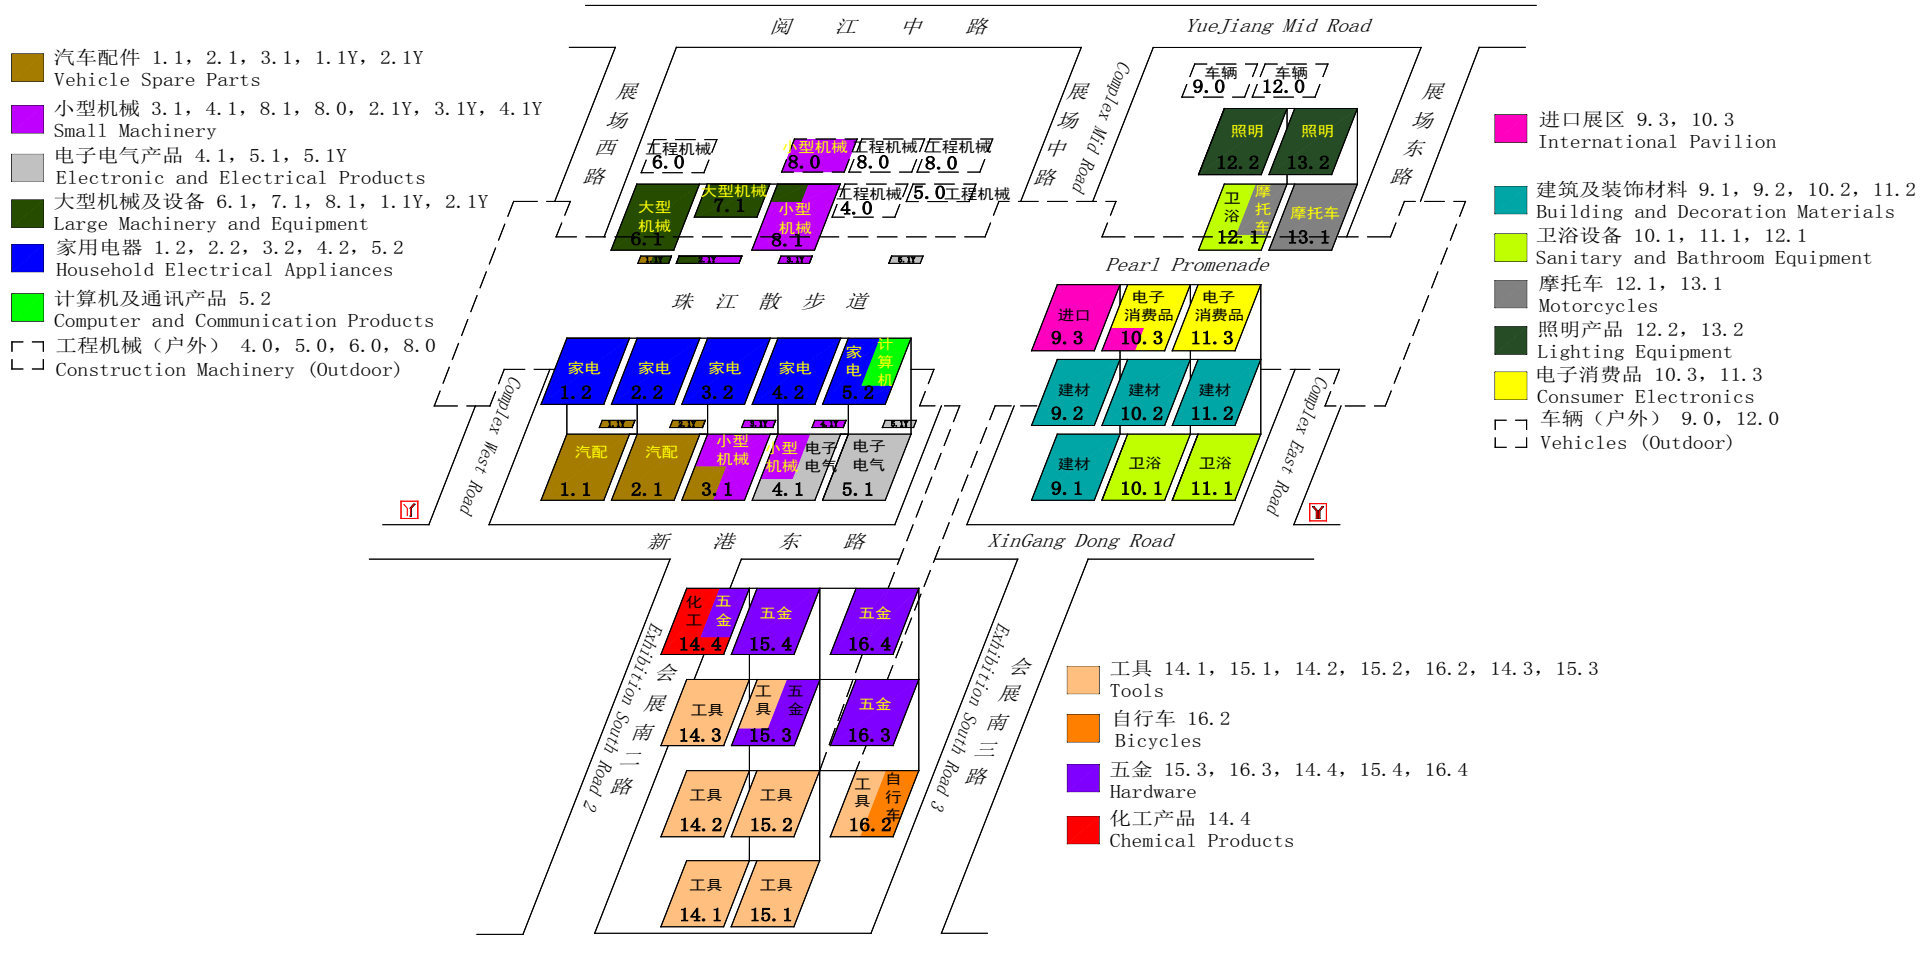 阅江中路 YueJiang Mid Road
汽车配件 1.1, 2.1, 3.1, 1.1Y, 2.1Y
Vehicle Spare Parts
小型机械 3.1, 4.1, 8.1, 8.0, 2.1Y, 3.1Y, 4.1Y
Small Machinery
电子电气产品 4.1, 5.1, 5.1Y
Electronic and Electrical Products
大型机械及设备 6.1, 7.1, 8.1, 1.1Y, 2.1Y
Large Machinery and Equipment
家用电器 1.2, 2.2, 3.2, 4.2, 5.2
Household Electrical Appliances
计算机及通讯产品 5.2
Computer and Communication Products
工程机械（户外） 4.0, 5.0, 6.0, 8.0
Construction Machinery (Outdoor)
展场西路
展场中路
Complex Mid Road
展场东路
车辆
9.0
车辆
12.0
照明
12.2
照明
13.2
卫浴
摩托车
12.1
摩托车
13.1
工程机械
6.0
小型机械
8.0
工程机械
8.0
工程机械
8.0
大型机械
6.1
大型机械
7.1
小型机械
8.1
工程机械
4.0
5.0 工程机械
Pearl Promenade
珠江散步道
进口
9.3
电子消费品
10.3
电子消费品
11.3
家电
1.2
家电
2.2
家电
3.2
家电
4.2
家电
计算机
5.2
建材
9.2
建材
10.2
建材
11.2
汽配
1.1
汽配
2.1
小型机械
3.1
小型机械
电子电气
4.1
电子电气
5.1
建材
9.1
卫浴
10.1
卫浴
11.1
Complex West Road
Complex East Road
新港东路 XinGang Dong Road
进口展区 9.3, 10.3
International Pavilion
建筑及装饰材料 9.1, 9.2, 10.2, 11.2
Building and Decoration Materials
卫浴设备 10.1, 11.1, 12.1
Sanitary and Bathroom Equipment
摩托车 12.1, 13.1
Motorcycles
照明产品 12.2, 13.2
Lighting Equipment
电子消费品 10.3, 11.3
Consumer Electronics
车辆（户外） 9.0, 12.0
Vehicles (Outdoor)
化工
五金
14.4
五金
15.4
五金
16.4
工具
14.3
工具
五金
15.3
五金
16.3
工具
14.2
工具
15.2
工具
自行车
16.2
工具
14.1
工具
15.1
会展南二路
Exhibition South Road 2
会展南三路
Exhibition South Road 3
工具 14.1, 15.1, 14.2, 15.2, 16.2, 14.3, 15.3
Tools
自行车 16.2
Bicycles
五金 15.3, 16.3, 14.4, 15.4, 16.4
Hardware
化工产品 14.4
Chemical Products